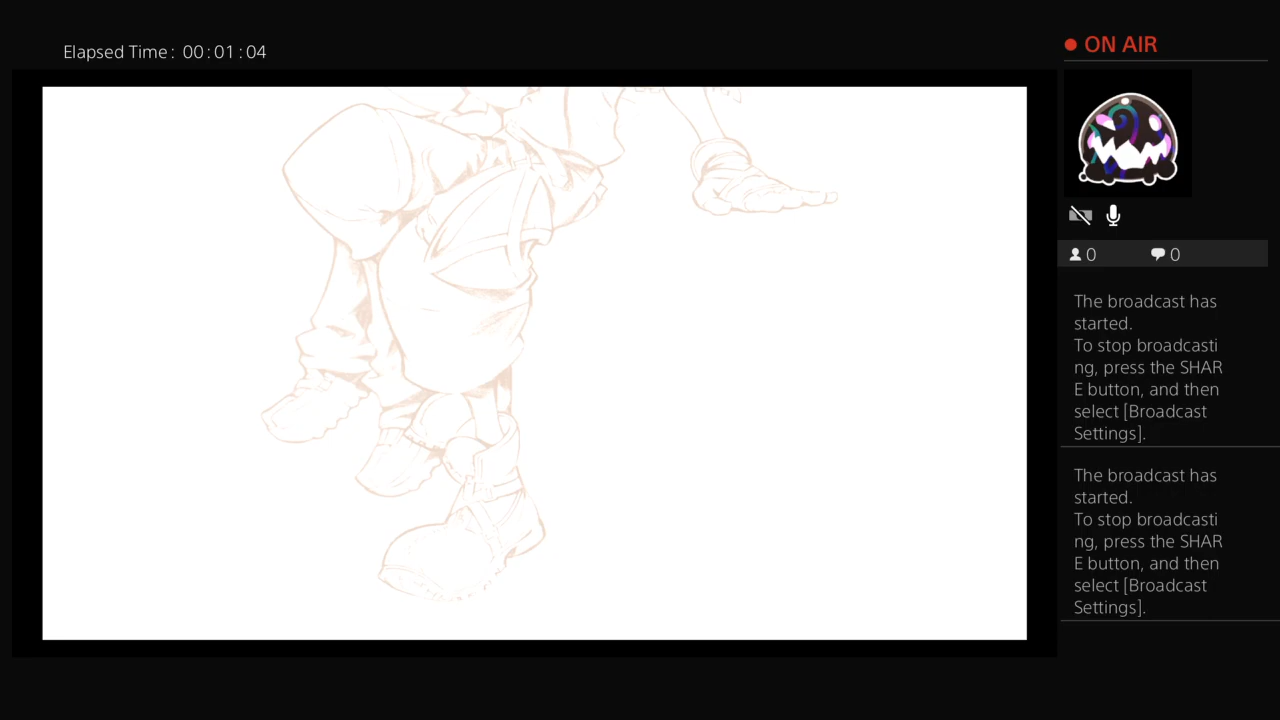 Elapsed Time: 00:01:04
ON AIR
0 0
The broadcast has
started.
To stop broadcasti
ng, press the SHAR
E button, and then
select [Broadcast
Settings].
The broadcast has
started.
To stop broadcasti
ng, press the SHAR
E button, and then
select [Broadcast
Settings].